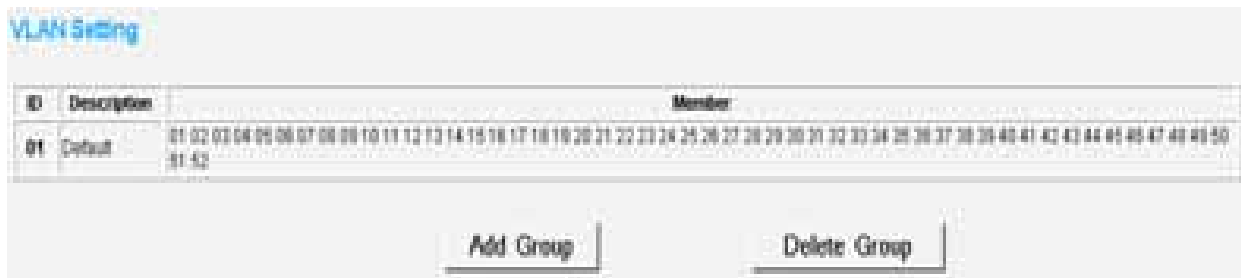 VLAN Setting
ID Description Member
01 Default 01 02 03 04 05 06 07 08 09 10 11 12 13 14 15 16 17 18 19 20 21 22 23 24 25 26 27 28 29 30 31 32 33 34 35 36 37 38 39 40 41 42 43 44 45 46 47 48 49 50
51 52
Add Group Delete Group